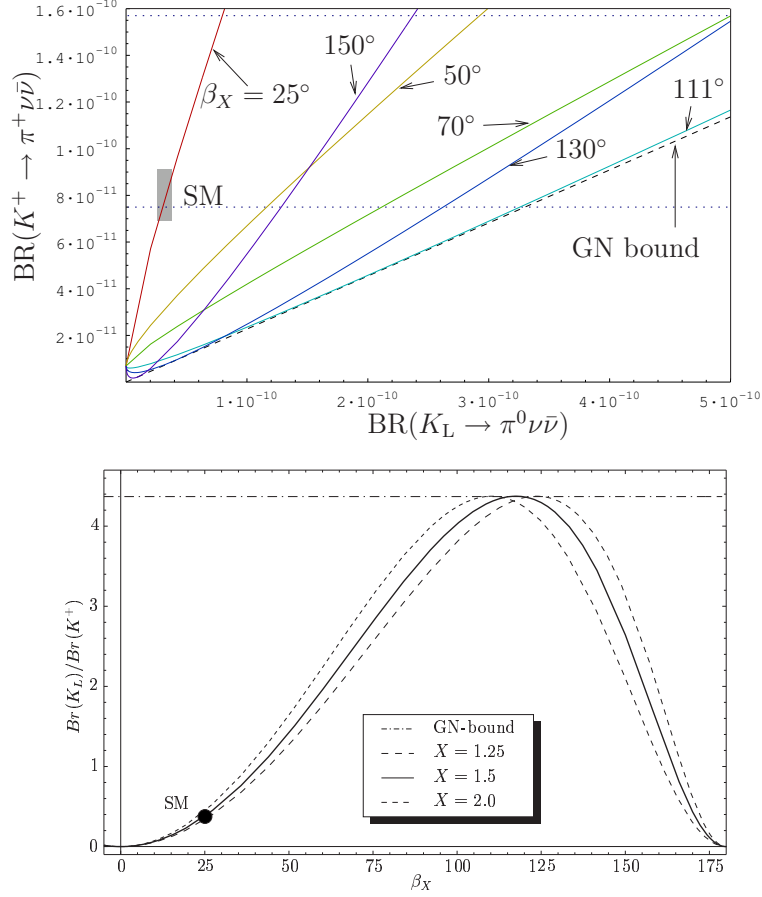 1.6·10⁻¹⁰
1.4·10⁻¹⁰
1.2·10⁻¹⁰
1·10⁻¹⁰
8·10⁻¹¹
6·10⁻¹¹
4·10⁻¹¹
2·10⁻¹¹
BR(K⁺ → π⁺νν̄)
β_X = 25°
150°
50°
70°
130°
111°
SM
GN bound
1·10⁻¹⁰ 2·10⁻¹⁰ 3·10⁻¹⁰ 4·10⁻¹⁰ 5·10⁻¹⁰
BR(K_L → π⁰νν̄)
Br(K_L)/Br(K⁺)
4
3
2
1
0
SM
GN-bound
X = 1.25
X = 1.5
X = 2.0
0 25 50 75 100 125 150 175
β_X